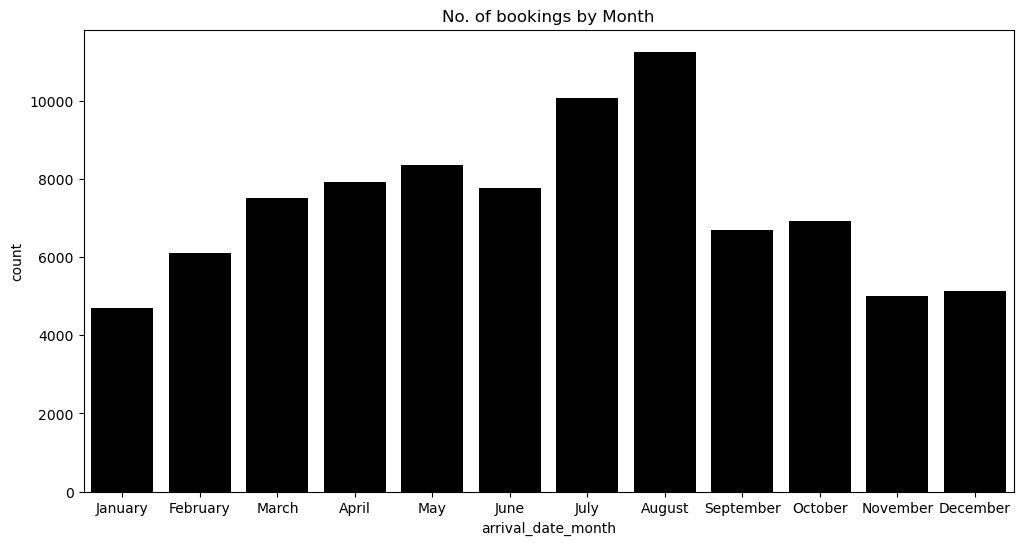 No. of bookings by Month
count
10000
8000
6000
4000
2000
0
January February March April May June July August September October November December
arrival_date_month